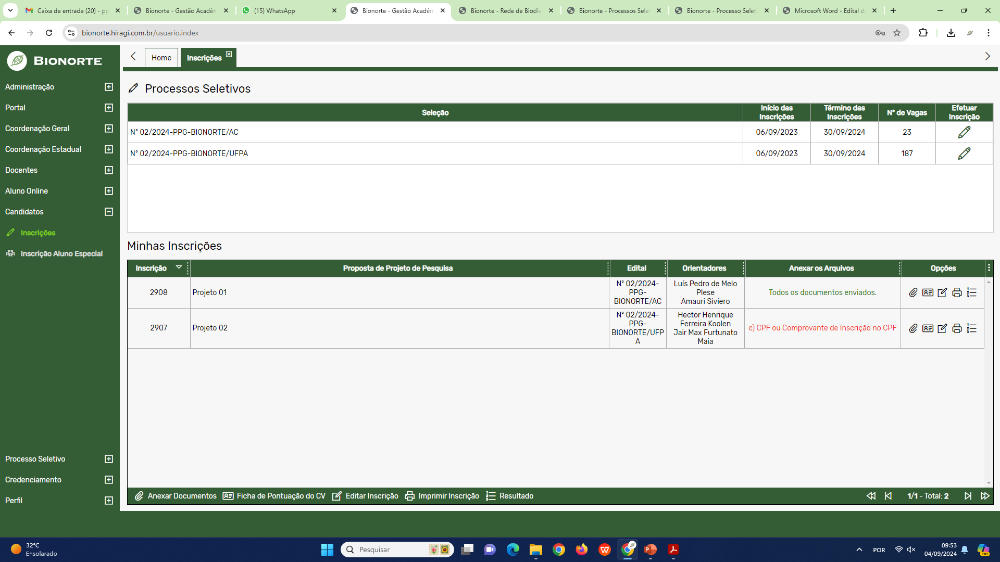 Caixa de entrada (20) - pp
Bionorte - Gestão Acadêm
(15) WhatsApp
Bionorte - Gestão Acadêm
Bionorte - Rede de Biodiv
Bionorte - Processos Sele
Bionorte - Processo Seleti
Microsoft Word - Edital d
bionorte.hiragi.com.br/usuario.index
BIONORTE
Administração
Portal
Coordenação Geral
Coordenação Estadual
Docentes
Aluno Online
Candidatos
Inscrições
Inscrição Aluno Especial
Processo Seletivo
Credenciamento
Perfil
Home
Inscrições
Processos Seletivos
Seleção
Início das
Inscrições
Término das
Inscrições
N° de Vagas
Efetuar
Inscrição
N° 02/2024-PPG-BIONORTE/AC
06/09/2023
30/09/2024
23
N° 02/2024-PPG-BIONORTE/UFPA
06/09/2023
30/09/2024
187
Minhas Inscrições
Inscrição
Proposta de Projeto de Pesquisa
Edital
Orientadores
Anexar os Arquivos
Opções
2908
Projeto 01
N° 02/2024-
PPG-
BIONORTE/AC
Luís Pedro de Melo
Plese
Amauri Siviero
Todos os documentos enviados.
2907
Projeto 02
N° 02/2024-
PPG-
BIONORTE/UFP
A
Hector Henrique
Ferreira Koolen
Jair Max Furtunato
Maia
c) CPF ou Comprovante de Inscrição no CPF
Anexar Documentos
Ficha de Pontuação do CV
Editar Inscrição
Imprimir Inscrição
Resultado
1/1 - Total: 2
32°C
Ensolarado
Pesquisar
POR
09:53
04/09/2024
PRE